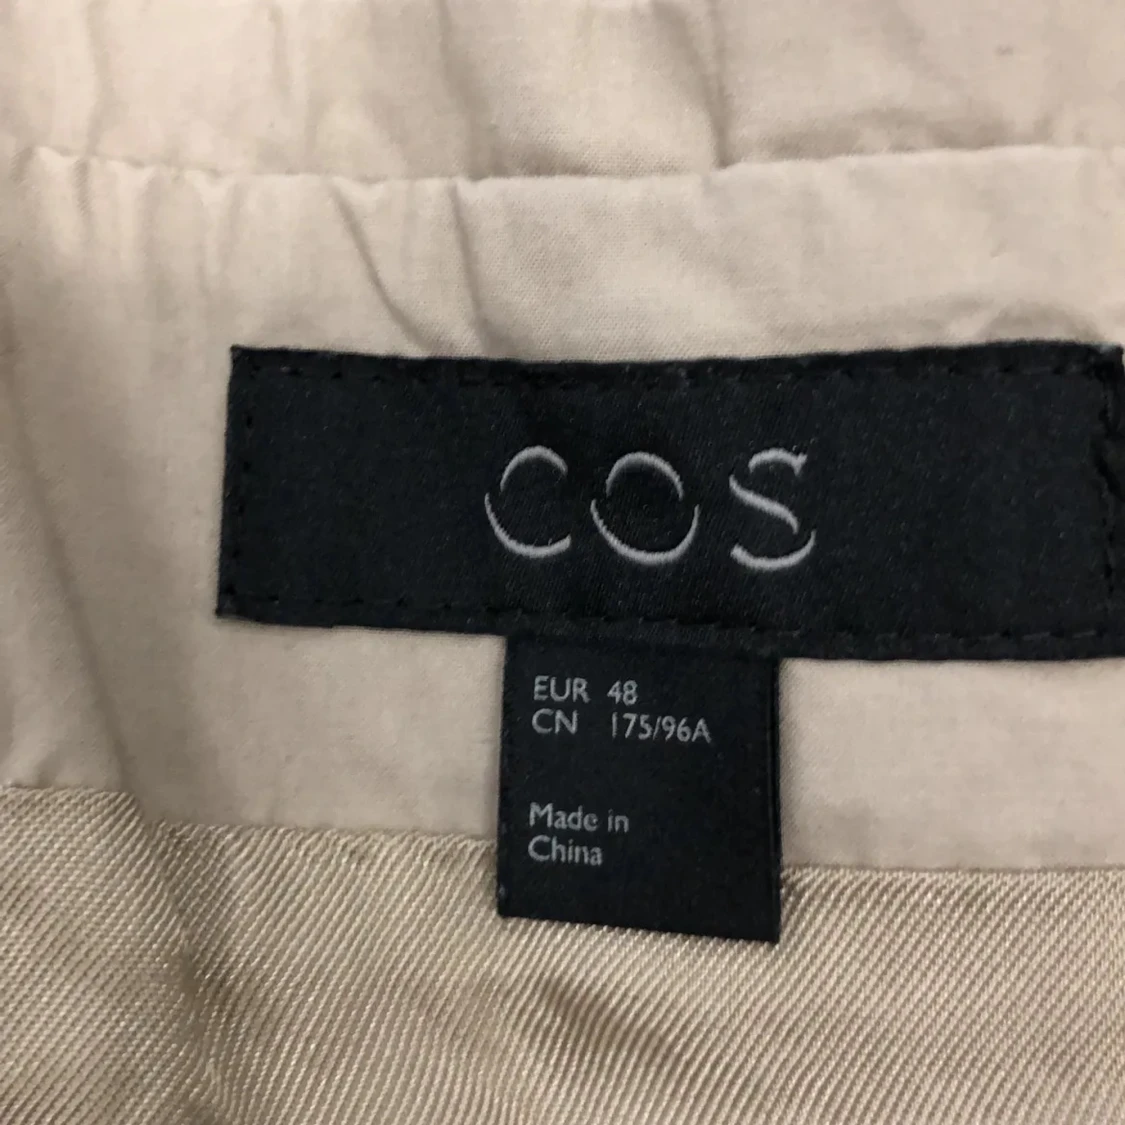 COS
EUR 48
CN 175/96A
Made in
China